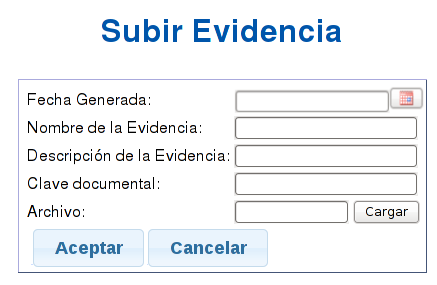 Subir Evidencia
Fecha Generada:
Nombre de la Evidencia:
Descripción de la Evidencia:
Clave documental:
Archivo: Cargar
Aceptar Cancelar